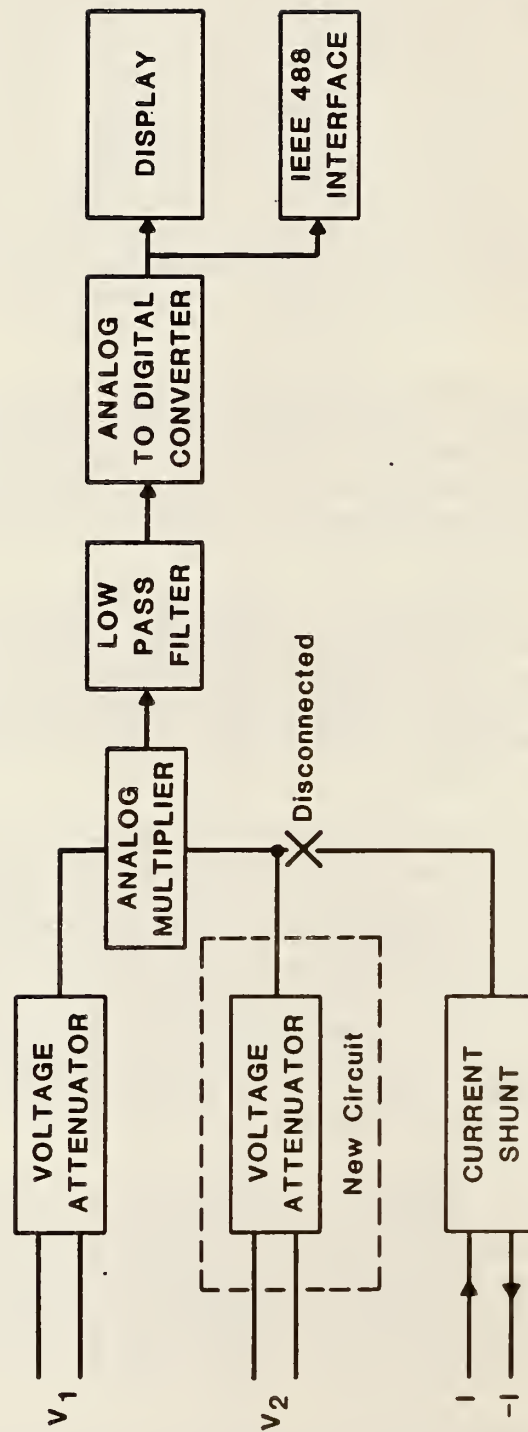 V1
VOLTAGE
ATTENUATOR
V2
VOLTAGE
ATTENUATOR
New Circuit
I
-I
CURRENT
SHUNT
ANALOG
MULTIPLIER
Disconnected
LOW
PASS
FILTER
ANALOG
TO DIGITAL
CONVERTER
DISPLAY
IEEE 488
INTERFACE